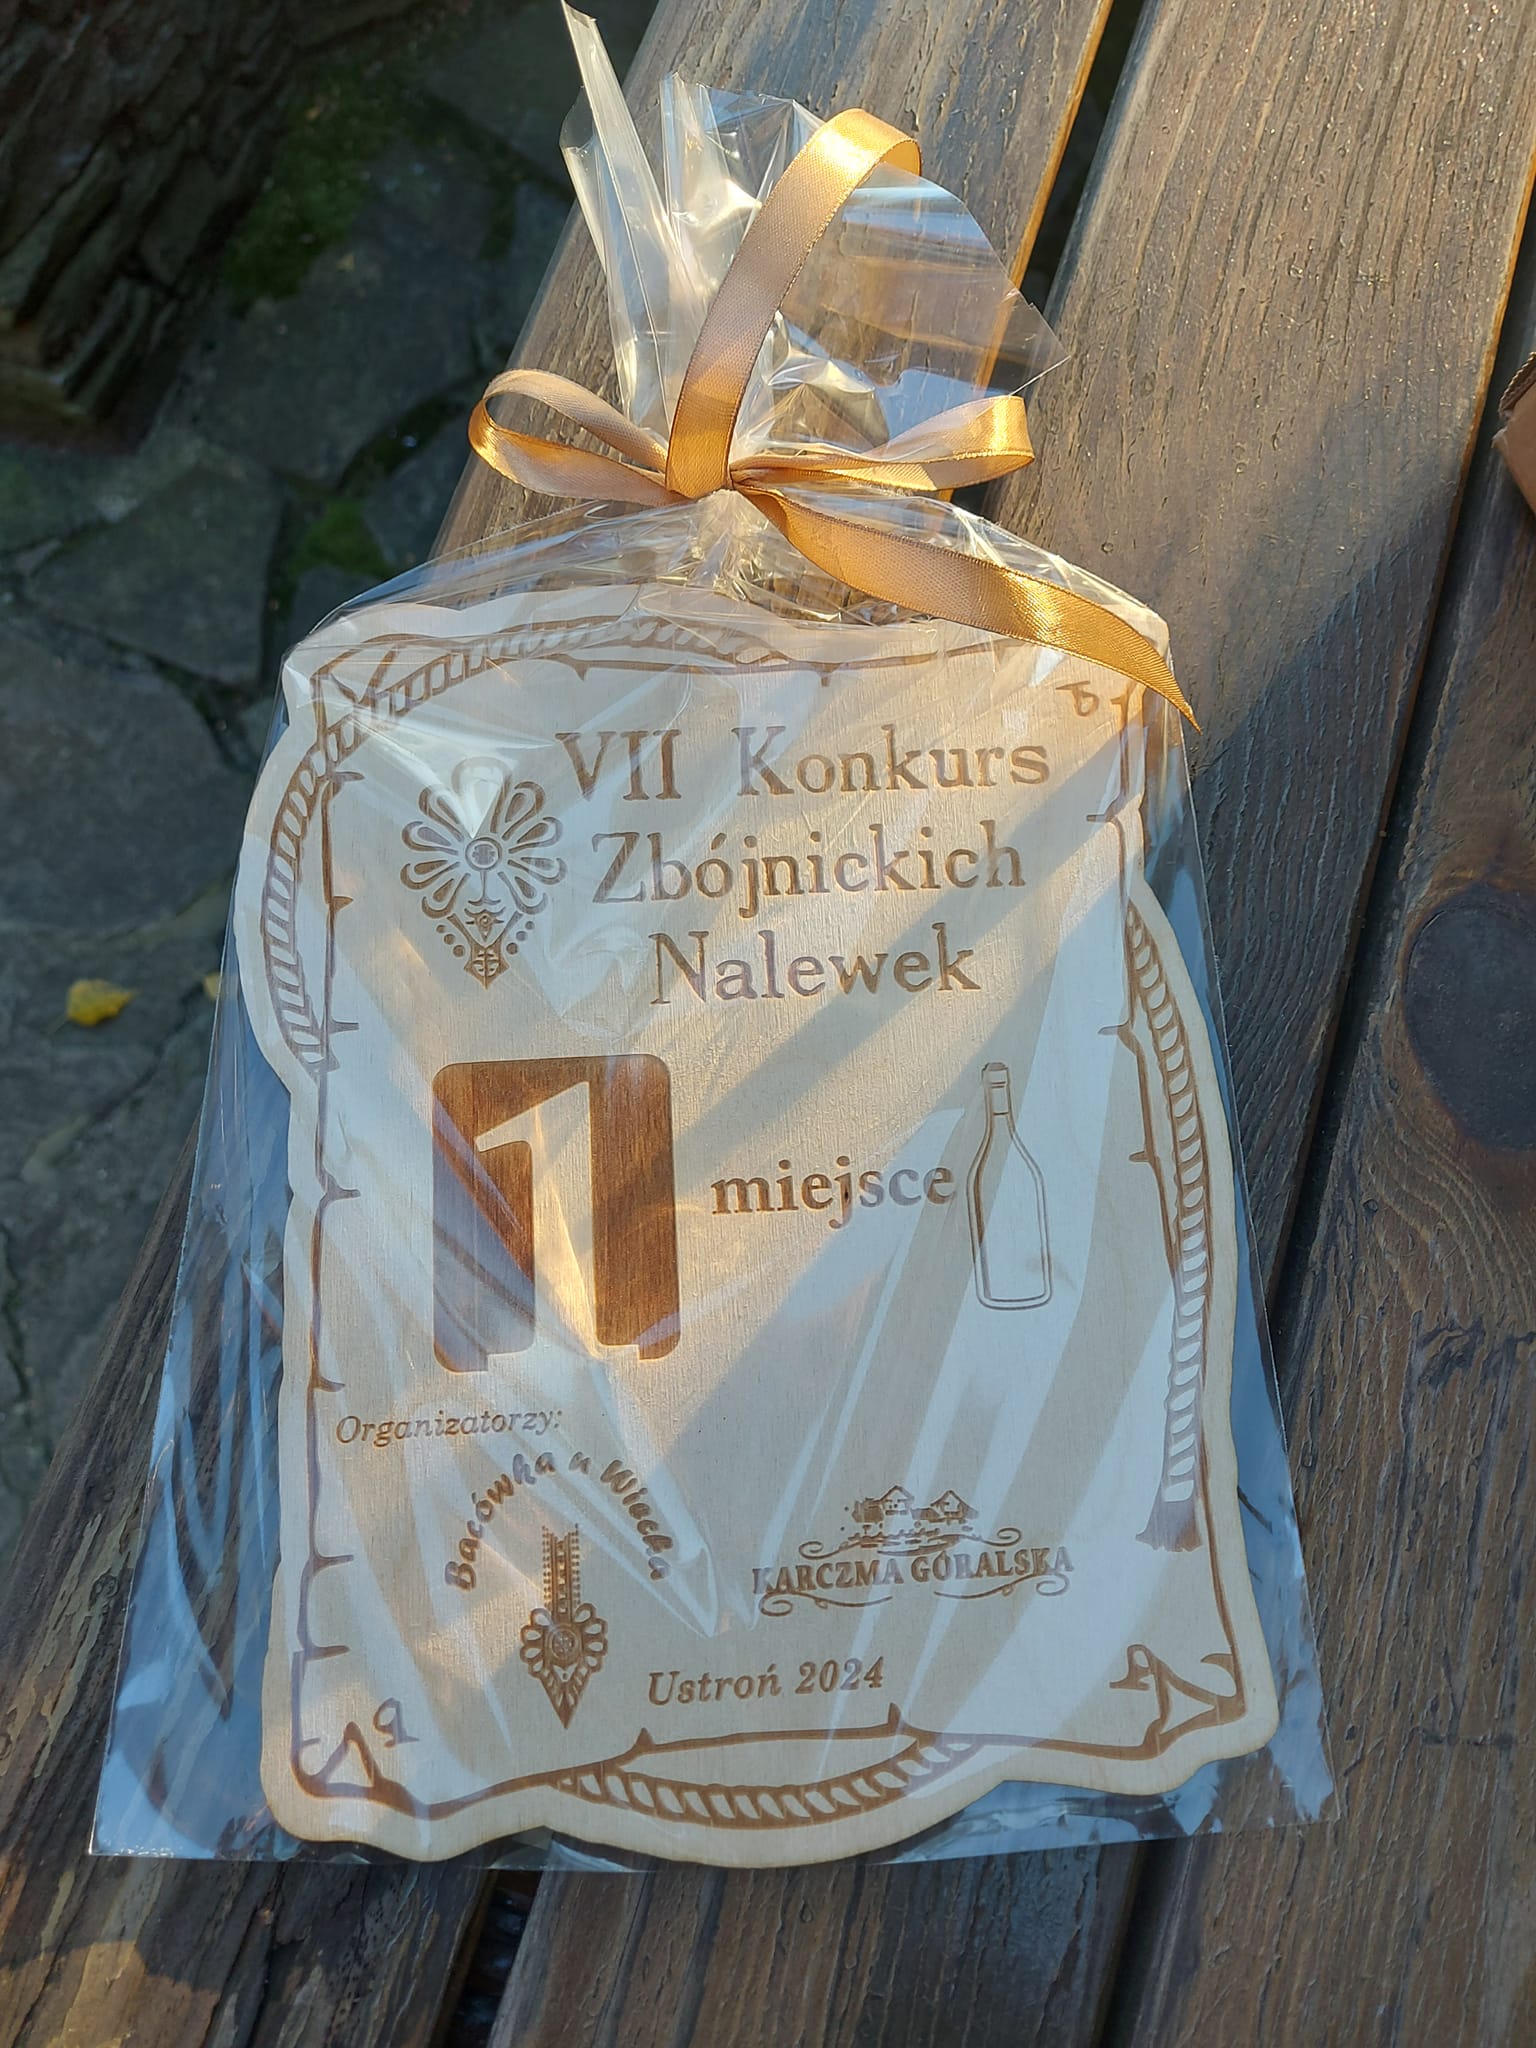 VII Konkurs
Zbójnickich
Nalewek
1
miejsce
Organizatorzy:
Bacówka u Wiecha
KARCZMA GÓRALSKA
Ustroń 2024